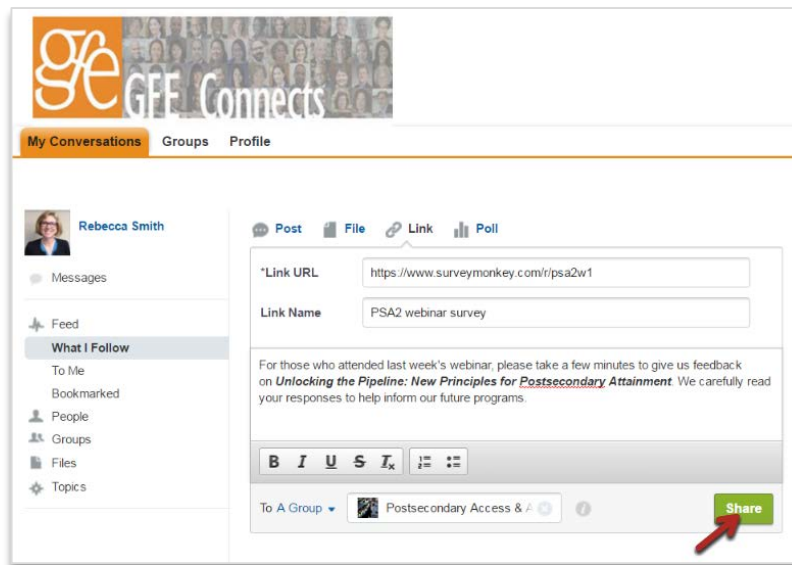 gfe GFE Connects
My Conversations Groups Profile
Rebecca Smith
Messages
Feed
What I Follow
To Me
Bookmarked
People
Groups
Files
Topics
Post File Link Poll
*Link URL https://www.surveymonkey.com/r/psa2w1
Link Name PSA2 webinar survey
For those who attended last week's webinar, please take a few minutes to give us feedback
on Unlocking the Pipeline: New Principles for Postsecondary Attainment. We carefully read
your responses to help inform our future programs.
B I U S Tx
To A Group Postsecondary Access & A
Share